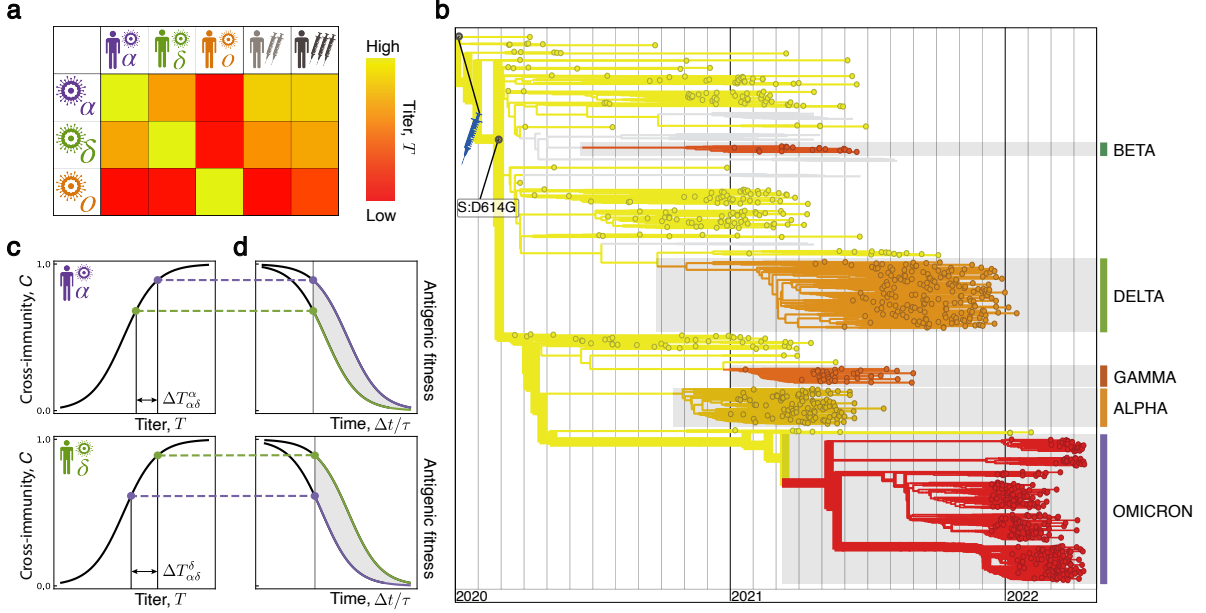 a
α
δ
o
α
δ
o
High
Titer, T
Low
b
S:D614G
BETA
DELTA
GAMMA
ALPHA
OMICRON
2020
2021
2022
c
1.0
0.0
Cross-immunity, C
α
ΔT^α_αδ
Titer, T
d
Antigenic fitness
Time, Δt/τ
1.0
0.0
Cross-immunity, C
δ
ΔT^δ_αδ
Titer, T
Antigenic fitness
Time, Δt/τ